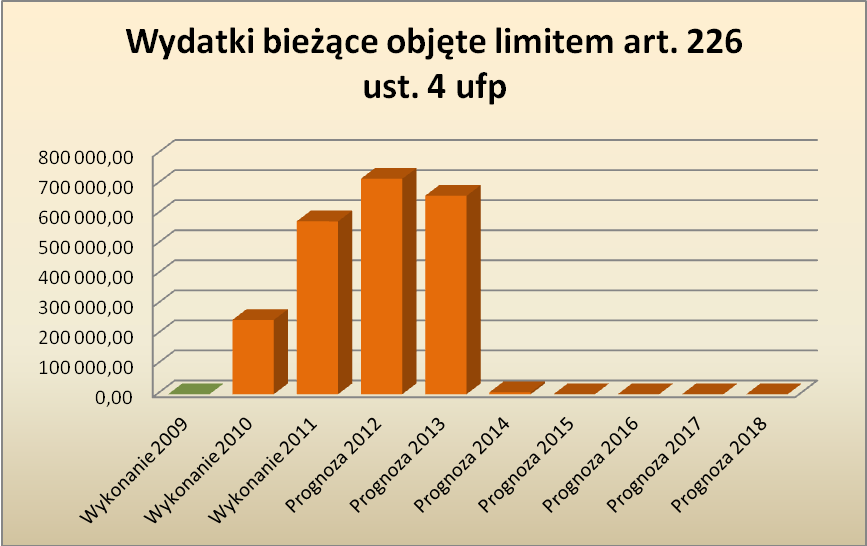 Wydatki bieżące objęte limitem art. 226
ust. 4 ufp
800 000,00
700 000,00
600 000,00
500 000,00
400 000,00
300 000,00
200 000,00
100 000,00
0,00
Wykonanie 2009
Wykonanie 2010
Wykonanie 2011
Prognoza 2012
Prognoza 2013
Prognoza 2014
Prognoza 2015
Prognoza 2016
Prognoza 2017
Prognoza 2018